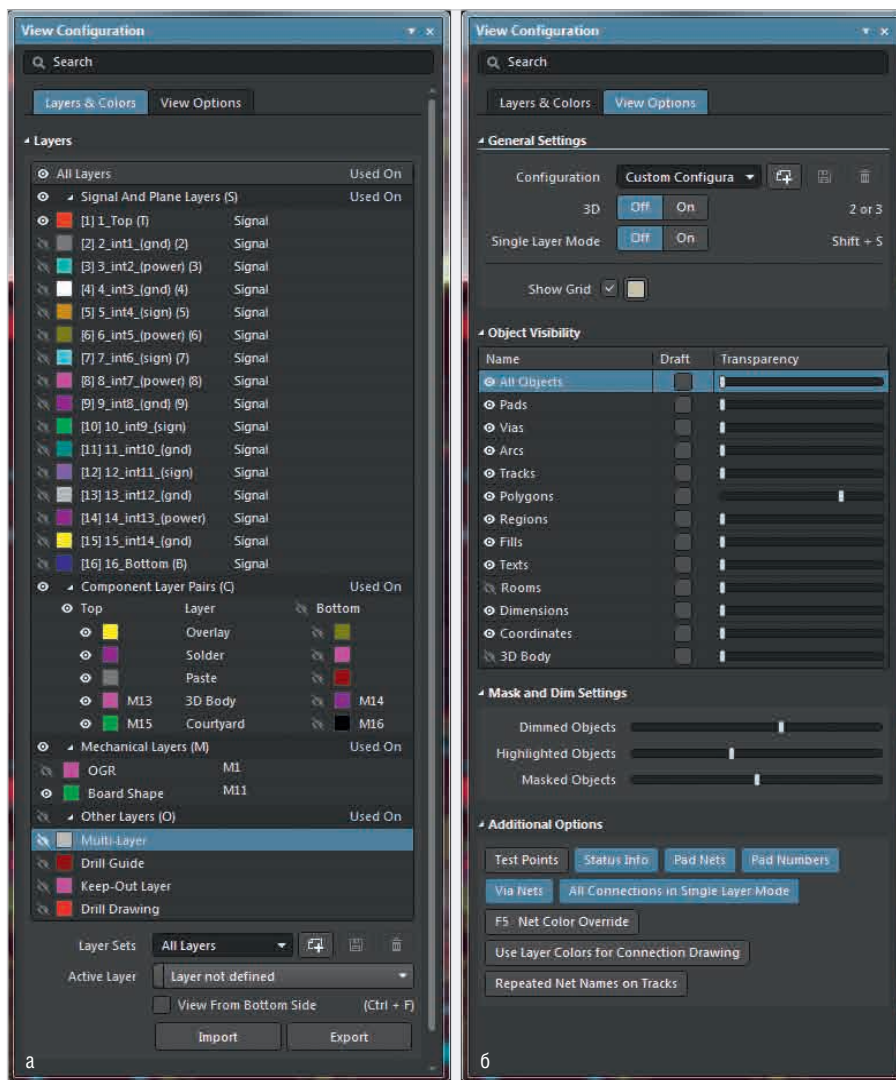 View Configuration
Search
Layers & Colors View Options
Layers
All Layers Used On
Signal And Plane Layers (S) Used On
[1] 1_Top (T) Signal
[2] 2_int1_(gnd) (2) Signal
[3] 3_int2_(power) (3) Signal
[4] 4_int3_(gnd) (4) Signal
[5] 5_int4_(sign) (5) Signal
[6] 6_int5_(power) (6) Signal
[7] 7_int6_(sign) (7) Signal
[8] 8_int7_(power) (8) Signal
[9] 9_int8_(gnd) (9) Signal
[10] 10_int9_(sign) Signal
[11] 11_int10_(gnd) Signal
[12] 12_int11_(sign) Signal
[13] 13_int12_(gnd) Signal
[14] 14_int13_(power) Signal
[15] 15_int14_(gnd) Signal
[16] 16_Bottom (B) Signal
Component Layer Pairs (C) Used On
Top Layer Bottom
Overlay
Solder
Paste
M13 3D Body M14
M15 Courtyard M16
Mechanical Layers (M) Used On
OGR M1
Board Shape M11
Other Layers (O) Used On
Multi-Layer
Drill Guide
Keep-Out Layer
Drill Drawing
Layer Sets All Layers
Active Layer Layer not defined
View From Bottom Side (Ctrl + F)
Import Export
а
View Configuration
Search
Layers & Colors View Options
General Settings
Configuration Custom Configura
3D Off On 2 or 3
Single Layer Mode Off On Shift + S
Show Grid
Object Visibility
Name Draft Transparency
All Objects
Pads
Vias
Arcs
Tracks
Polygons
Regions
Fills
Texts
Rooms
Dimensions
Coordinates
3D Body
Mask and Dim Settings
Dimmed Objects
Highlighted Objects
Masked Objects
Additional Options
Test Points Status Info Pad Nets Pad Numbers
Via Nets All Connections in Single Layer Mode
F5 Net Color Override
Use Layer Colors for Connection Drawing
Repeated Net Names on Tracks
б